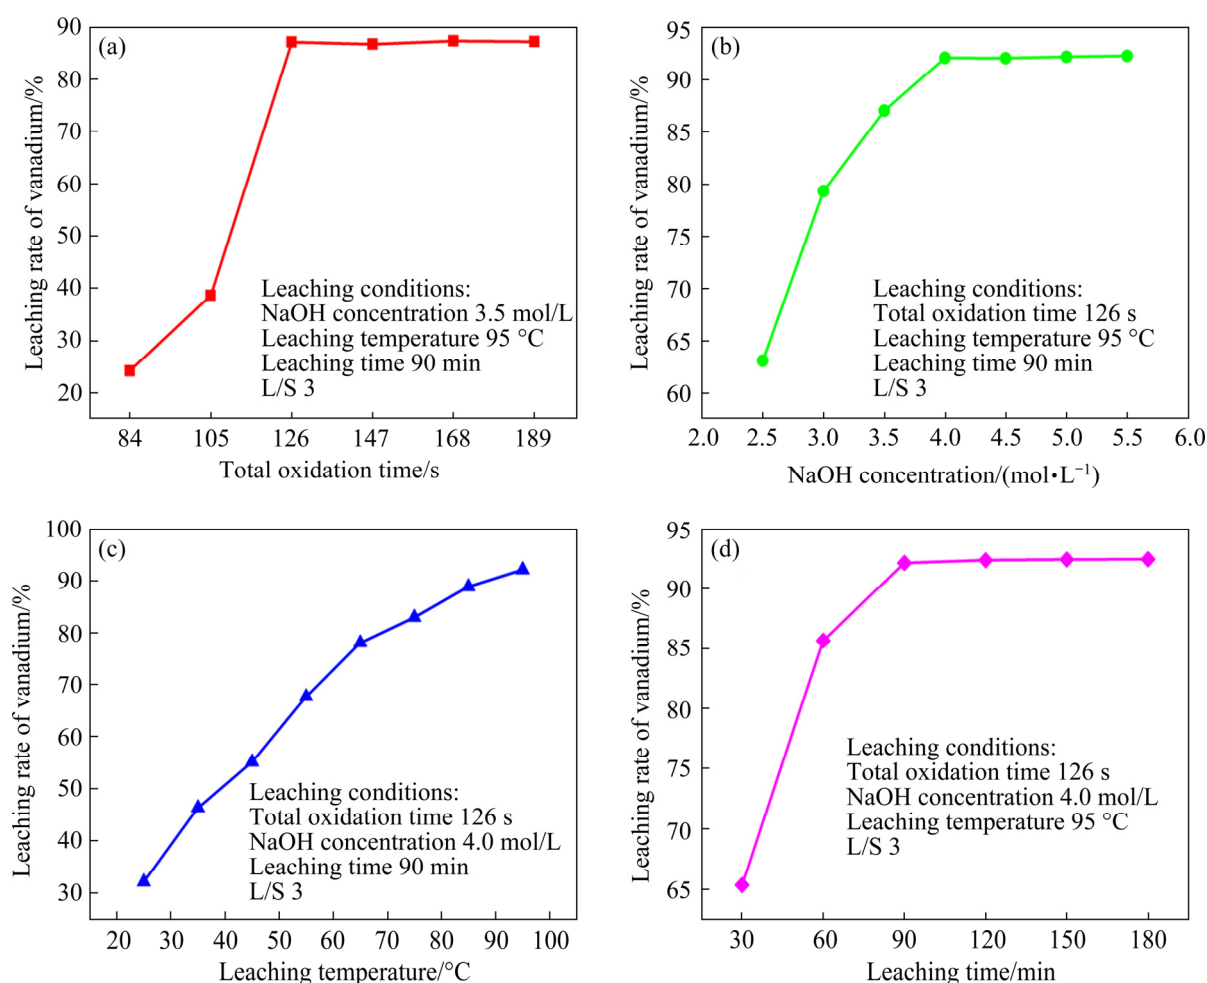 (a)
Leaching rate of vanadium/%
90
80
70
60
50
40
30
20
Leaching conditions:
NaOH concentration 3.5 mol/L
Leaching temperature 95 °C
Leaching time 90 min
L/S 3
84 105 126 147 168 189
Total oxidation time/s
(b)
Leaching rate of vanadium/%
95
90
85
80
75
70
65
60
Leaching conditions:
Total oxidation time 126 s
Leaching temperature 95 °C
Leaching time 90 min
L/S 3
2.0 2.5 3.0 3.5 4.0 4.5 5.0 5.5 6.0
NaOH concentration/(mol•L⁻¹)
(c)
Leaching rate of vanadium/%
100
90
80
70
60
50
40
30
Leaching conditions:
Total oxidation time 126 s
NaOH concentration 4.0 mol/L
Leaching time 90 min
L/S 3
20 30 40 50 60 70 80 90 100
Leaching temperature/°C
(d)
Leaching rate of vanadium/%
95
90
85
80
75
70
65
Leaching conditions:
Total oxidation time 126 s
NaOH concentration 4.0 mol/L
Leaching temperature 95 °C
L/S 3
30 60 90 120 150 180
Leaching time/min